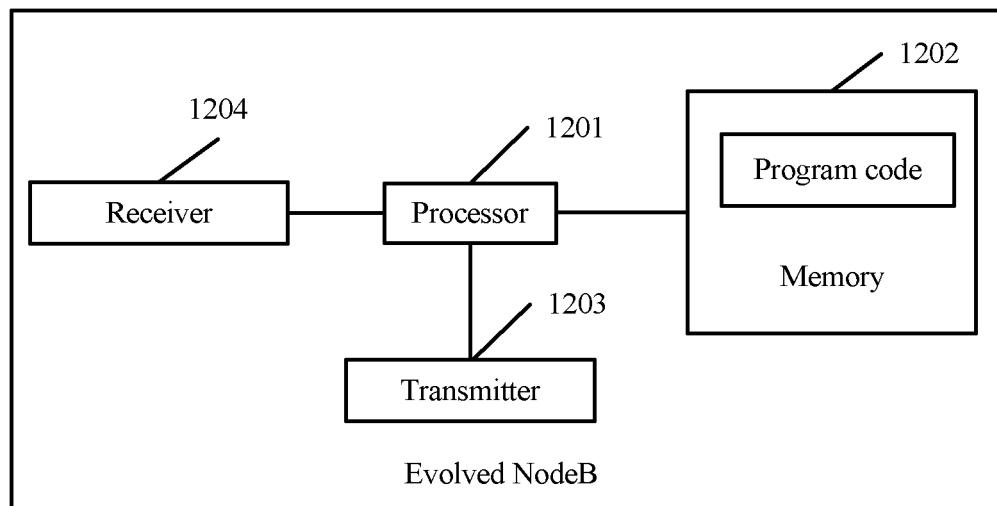 1202
1204
1201
Program code
Receiver
Processor
Memory
1203
Transmitter
Evolved NodeB